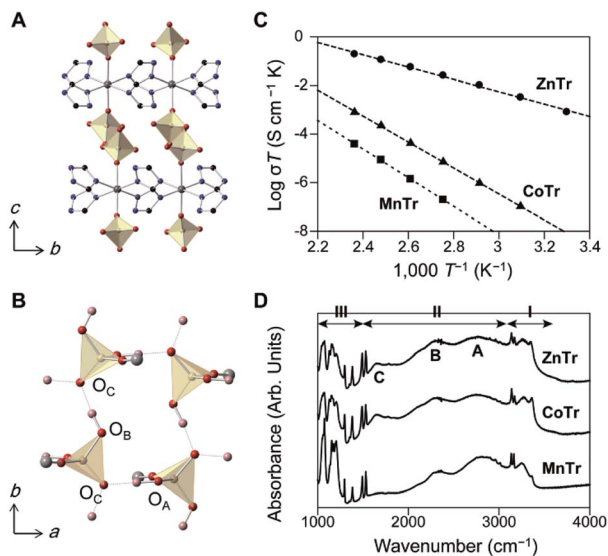 A
c
b
B
O_C
O_B
O_C
O_A
b
a
C
0
-2
-4
-6
-8
Log σT (S cm⁻¹ K)
ZnTr
CoTr
MnTr
2.2 2.4 2.6 2.8 3.0 3.2 3.4
1,000 T⁻¹ (K⁻¹)
D
III II I
Absorbance (Arb. Units)
C B A
ZnTr
CoTr
MnTr
1000 2000 3000 4000
Wavenumber (cm⁻¹)